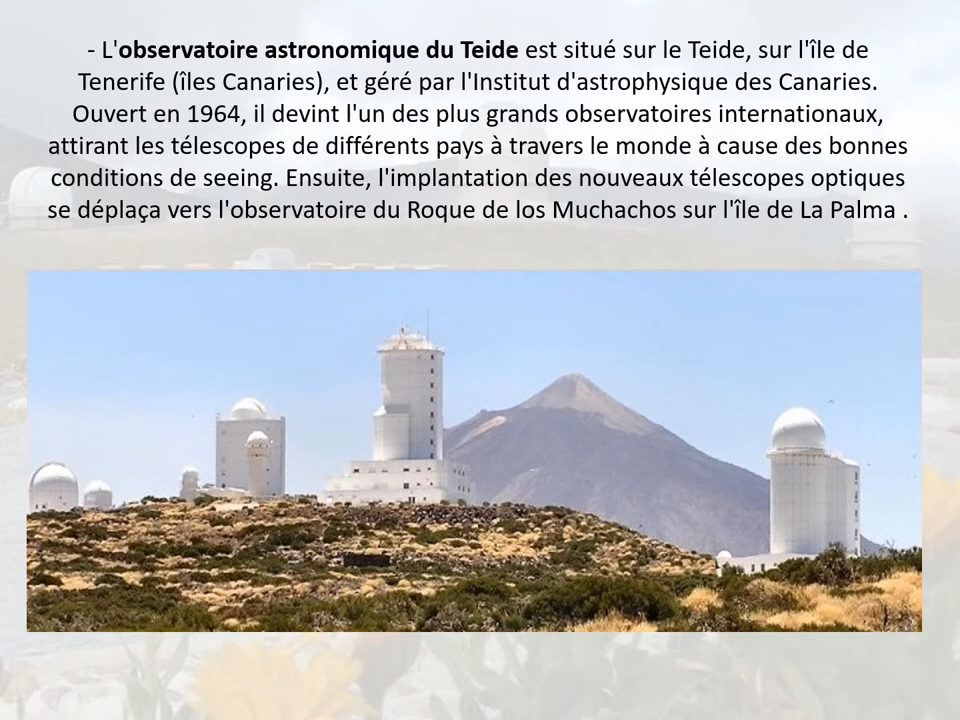 - L'observatoire astronomique du Teide est situé sur le Teide, sur l'île de
Tenerife (îles Canaries), et géré par l'Institut d'astrophysique des Canaries.
Ouvert en 1964, il devint l'un des plus grands observatoires internationaux,
attirant les télescopes de différents pays à travers le monde à cause des bonnes
conditions de seeing. Ensuite, l'implantation des nouveaux télescopes optiques
se déplaça vers l'observatoire du Roque de los Muchachos sur l'île de La Palma .